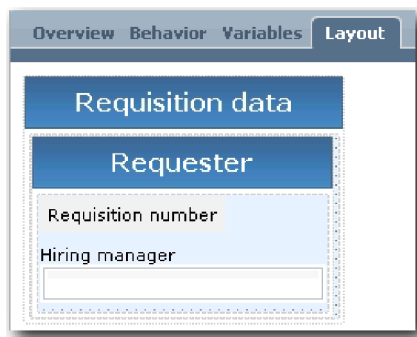 Overview Behavior Variables Layout
Requisition data
Requester
Requisition number
Hiring manager